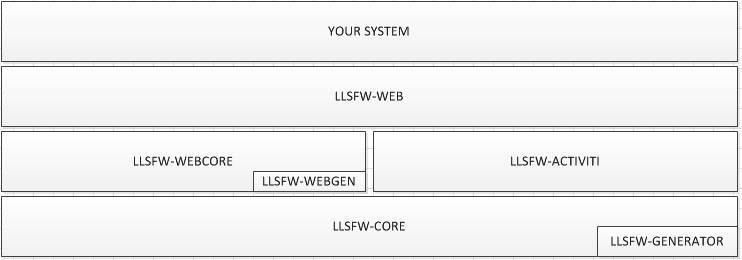 YOUR SYSTEM
LLSFW-WEB
LLSFW-WEBCORE
LLSFW-WEBGEN
LLSFW-ACTIVITI
LLSFW-CORE
LLSFW-GENERATOR